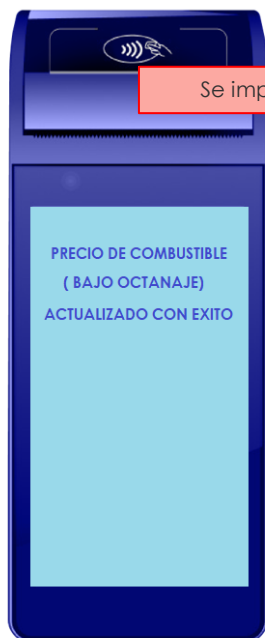 Se imp
PRECIO DE COMBUSTIBLE
( BAJO OCTANAJE)
ACTUALIZADO CON EXITO